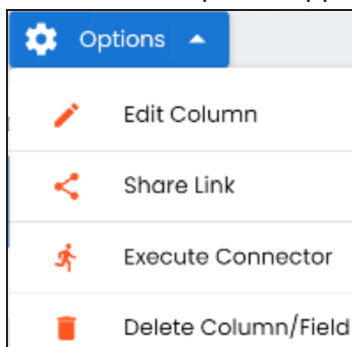 Options
Edit Column
Share Link
Execute Connector
Delete Column/Field